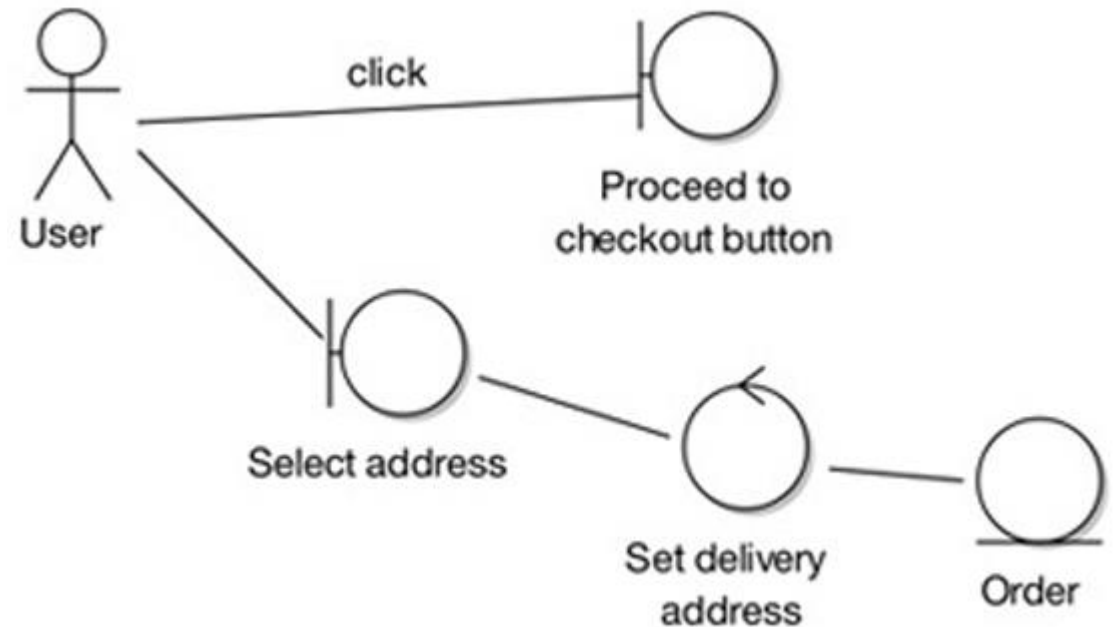 click
Proceed to
checkout button
User
Select address
Set delivery
address
Order